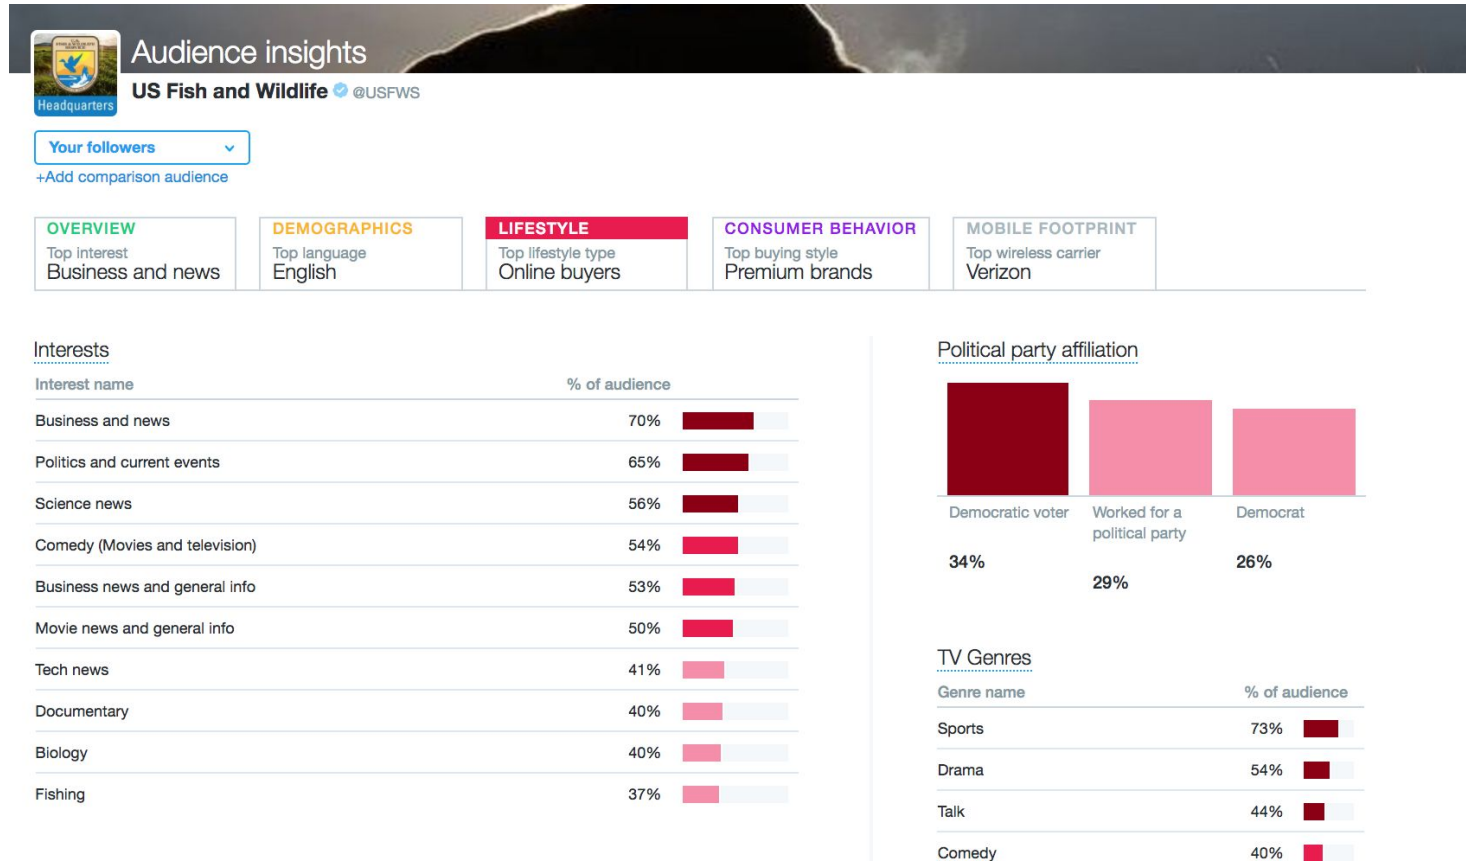 Audience insights
US Fish and Wildlife @USFWS
Headquarters
Your followers
+Add comparison audience
OVERVIEW
Top interest
Business and news
DEMOGRAPHICS
Top language
English
LIFESTYLE
Top lifestyle type
Online buyers
CONSUMER BEHAVIOR
Top buying style
Premium brands
MOBILE FOOTPRINT
Top wireless carrier
Verizon
Interests
Interest name % of audience
Business and news 70%
Politics and current events 65%
Science news 56%
Comedy (Movies and television) 54%
Business news and general info 53%
Movie news and general info 50%
Tech news 41%
Documentary 40%
Biology 40%
Fishing 37%
Political party affiliation
Democratic voter
34%
Worked for a
political party
29%
Democrat
26%
TV Genres
Genre name % of audience
Sports 73%
Drama 54%
Talk 44%
Comedy 40%